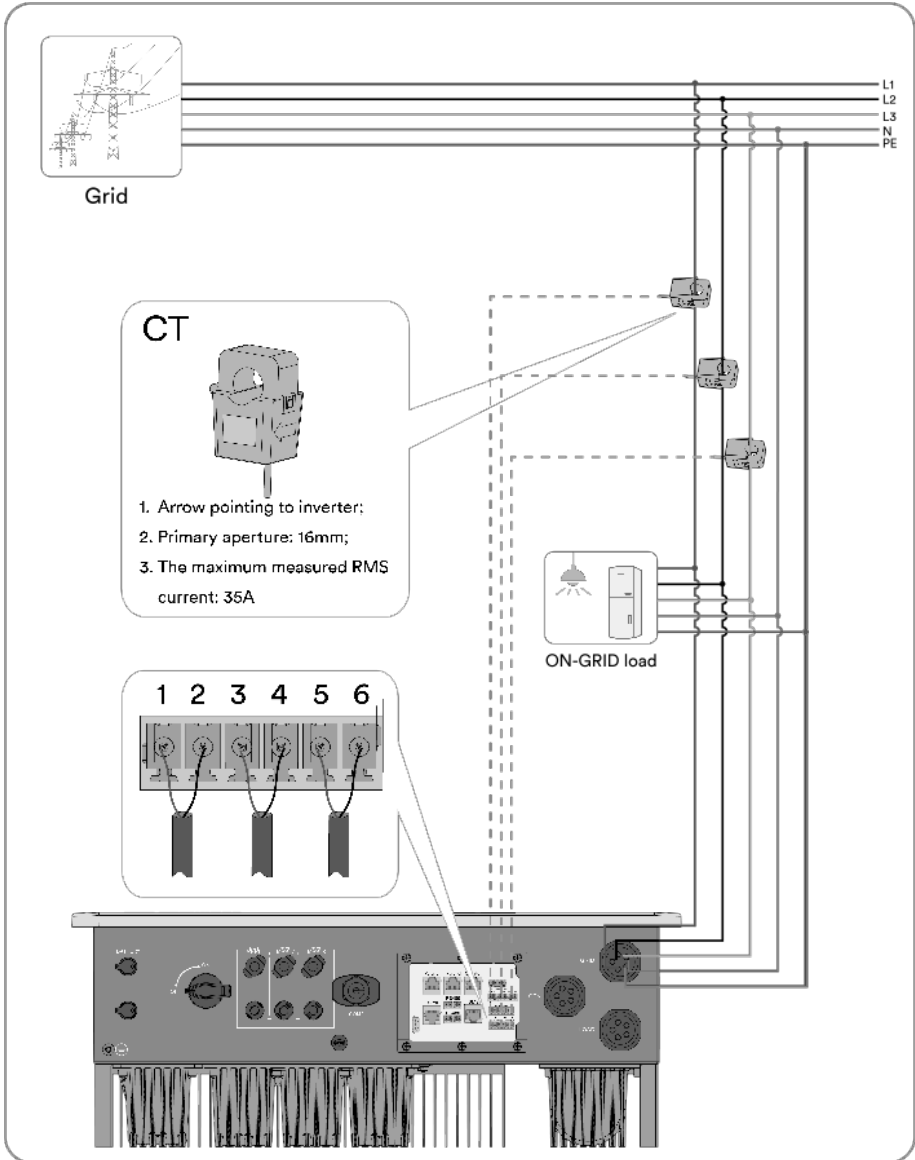 L1
L2
L3
N
PE
Grid
CT
1. Arrow pointing to inverter;
2. Primary aperture: 16mm;
3. The maximum measured RMS
current: 35A
ON-GRID load
1 2 3 4 5 6
GRID